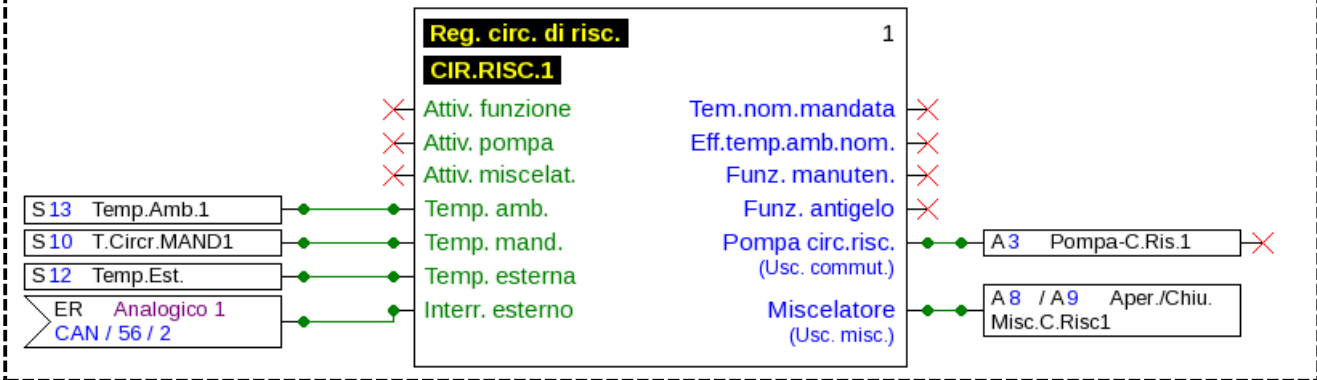 Reg. circ. di risc. 1
CIR.RISC.1
Attiv. funzione Tem.nom.mandata
Attiv. pompa Eff.temp.amb.nom.
Attiv. miscelat. Funz. manuten.
S13 Temp.Amb.1 Temp. amb. Funz. antigelo
S10 T.Circr.MAND1 Temp. mand. Pompa circ.risc. A3 Pompa-C.Ris.1
(Usc. commut.)
S12 Temp.Est. Temp. esterna
ER Analogico 1 Interr. esterno Miscelatore A8 / A9 Aper./Chiu.
CAN / 56 / 2 (Usc. misc.) Misc.C.Risc1